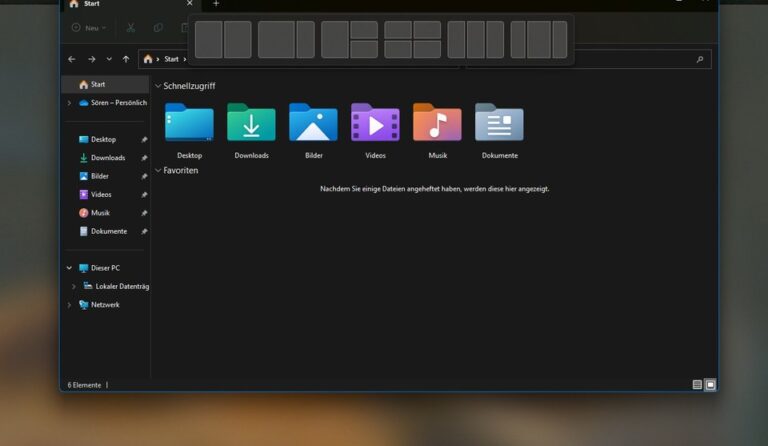 Start
Neu
Start
Start
Sören – Persönlich
Desktop
Downloads
Bilder
Videos
Musik
Dokumente
Dieser PC
Lokaler Datenträg
Netzwerk
Schnellzugriff
Desktop
Downloads
Bilder
Videos
Musik
Dokumente
Favoriten
Nachdem Sie einige Dateien angeheftet haben, werden diese hier angezeigt.
6 Elemente